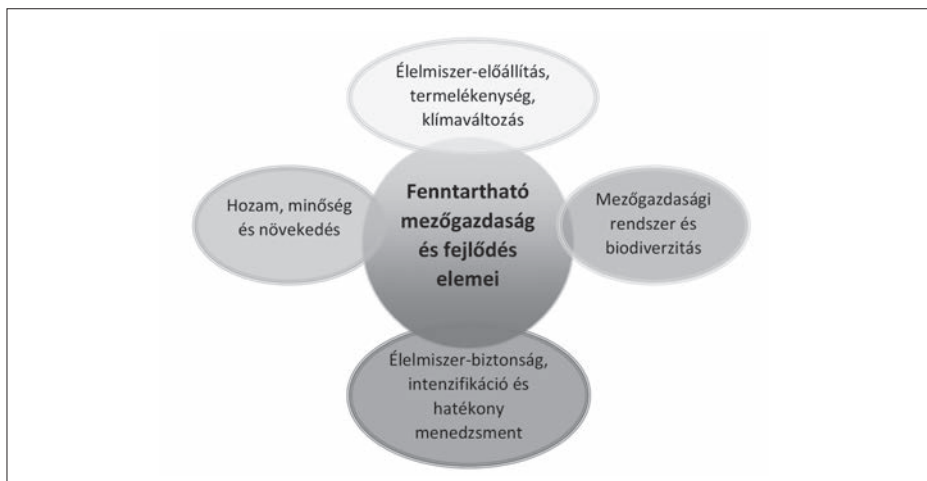 Élelmiszer-előállítás,
termelékenység,
klímaváltozás
Hozam, minőség
és növekedés
Fenntartható
mezőgazdaság
és fejlődés
elemei
Mezőgazdasági
rendszer és
biodiverzitás
Élelmiszer-biztonság,
intenzifikáció és
hatékony
menedzsment